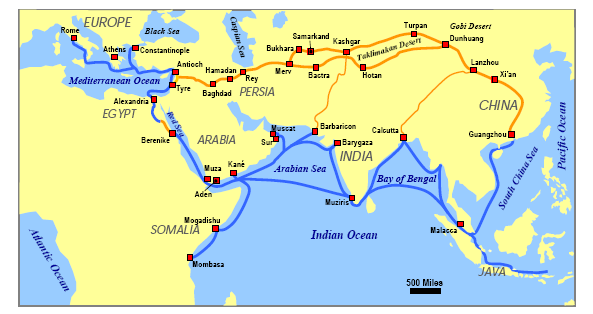 EUROPE
Rome
Black Sea
Athens
Constantinople
Caspian Sea
Antioch
Mediterranean Ocean
Tyre
Alexandria
EGYPT
Red Sea
Berenike
Hamadan
Rey
Baghdad
PERSIA
Bukhara
Samarkand
Merv
Bastra
Kashgar
Taklimakan Desert
Hotan
Turpan
Gobi Desert
Dunhuang
Lanzhou
Xi'an
CHINA
Guangzhou
Pacific Ocean
South China Sea
ARABIA
Muscat
Sur
Barbaricon
Barygaza
INDIA
Calcutta
Muza
Kané
Aden
Arabian Sea
Muziris
Bay of Bengal
Malacca
JAVA
Mogadishu
SOMALIA
Mombasa
Atlantic Ocean
Indian Ocean
500 Miles